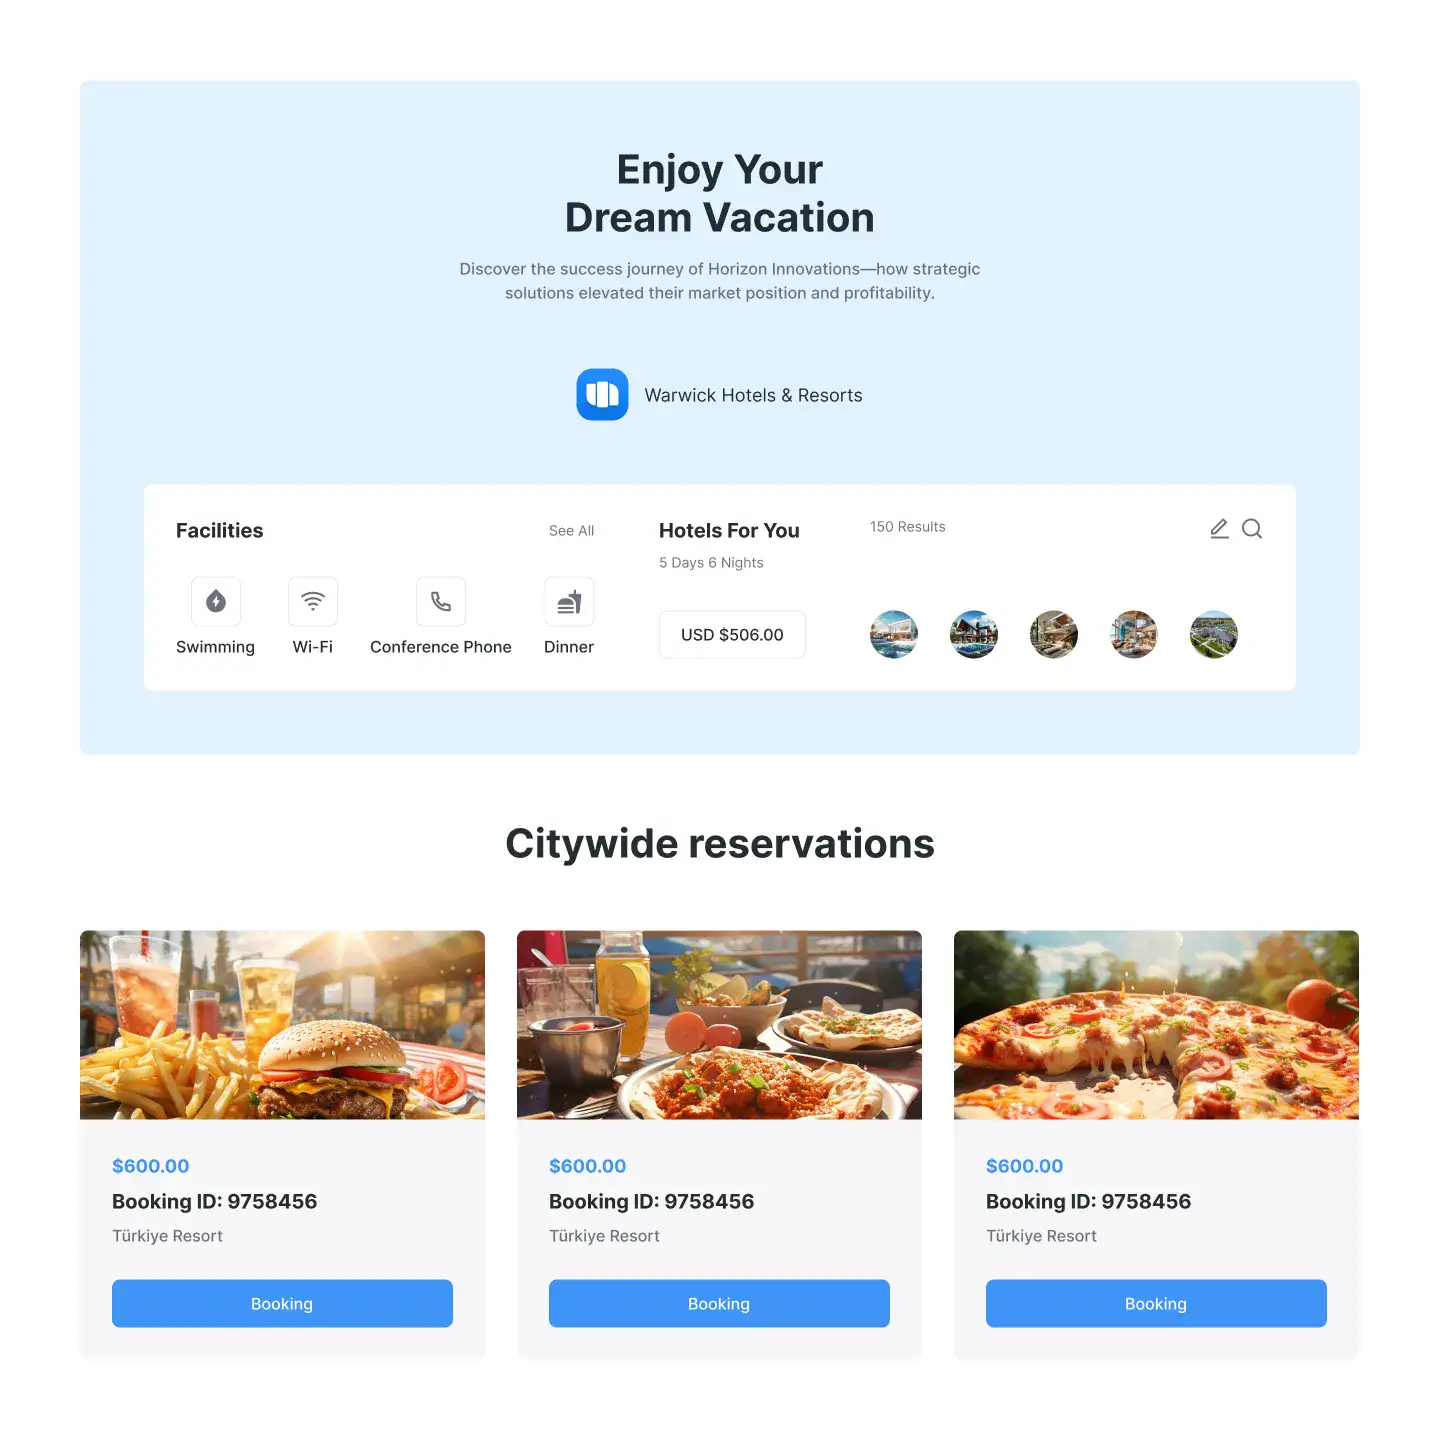 Enjoy Your
Dream Vacation
Discover the success journey of Horizon Innovations—how strategic
solutions elevated their market position and profitability.
Warwick Hotels & Resorts
Facilities
See All
Swimming
Wi-Fi
Conference Phone
Dinner
Hotels For You
5 Days 6 Nights
USD $506.00
150 Results
Citywide reservations
$600.00
Booking ID: 9758456
Türkiye Resort
Booking
$600.00
Booking ID: 9758456
Türkiye Resort
Booking
$600.00
Booking ID: 9758456
Türkiye Resort
Booking